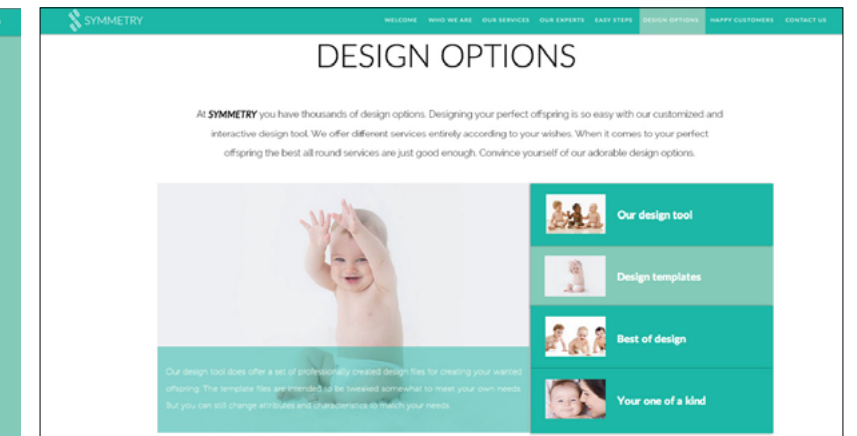 SYMMETRY
WELCOME WHO WE ARE OUR SERVICES OUR EXPERTS EASY STEPS DESIGN OPTIONS HAPPY CUSTOMERS CONTACT US
DESIGN OPTIONS
At SYMMETRY you have thousands of design options. Designing your perfect offspring is so easy with our customized and
interactive design tool. We offer different services entirely according to your wishes. When it comes to your perfect
offspring the best all round services are just good enough. Convince yourself of our adorable design options.
Our design tool does offer a set of professionally created design files for creating your wanted
offspring. The template files are intended to be tweaked somewhat to meet your own needs.
But you can still change attributes and characteristics to match your needs.
Our design tool
Design templates
Best of design
Your one of a kind